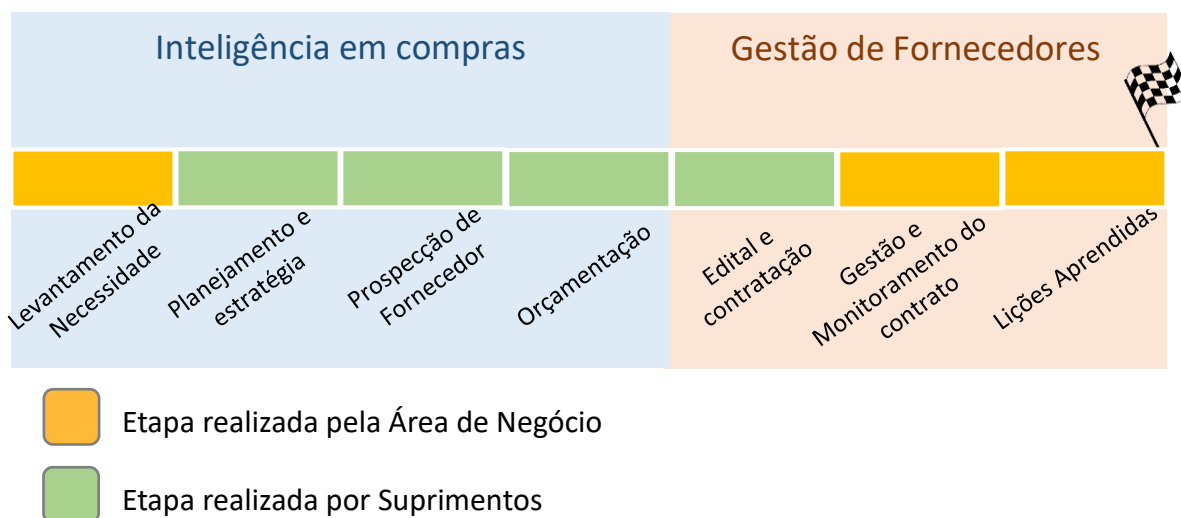 Inteligência em compras
Gestão de Fornecedores
Levantamento da
Necessidade
Planejamento e
estratégia
Prospecção de
Fornecedor
Orçamentação
Edital e
contratação
Gestão e
Monitoramento do
contrato
Lições Aprendidas
Etapa realizada pela Área de Negócio
Etapa realizada por Suprimentos